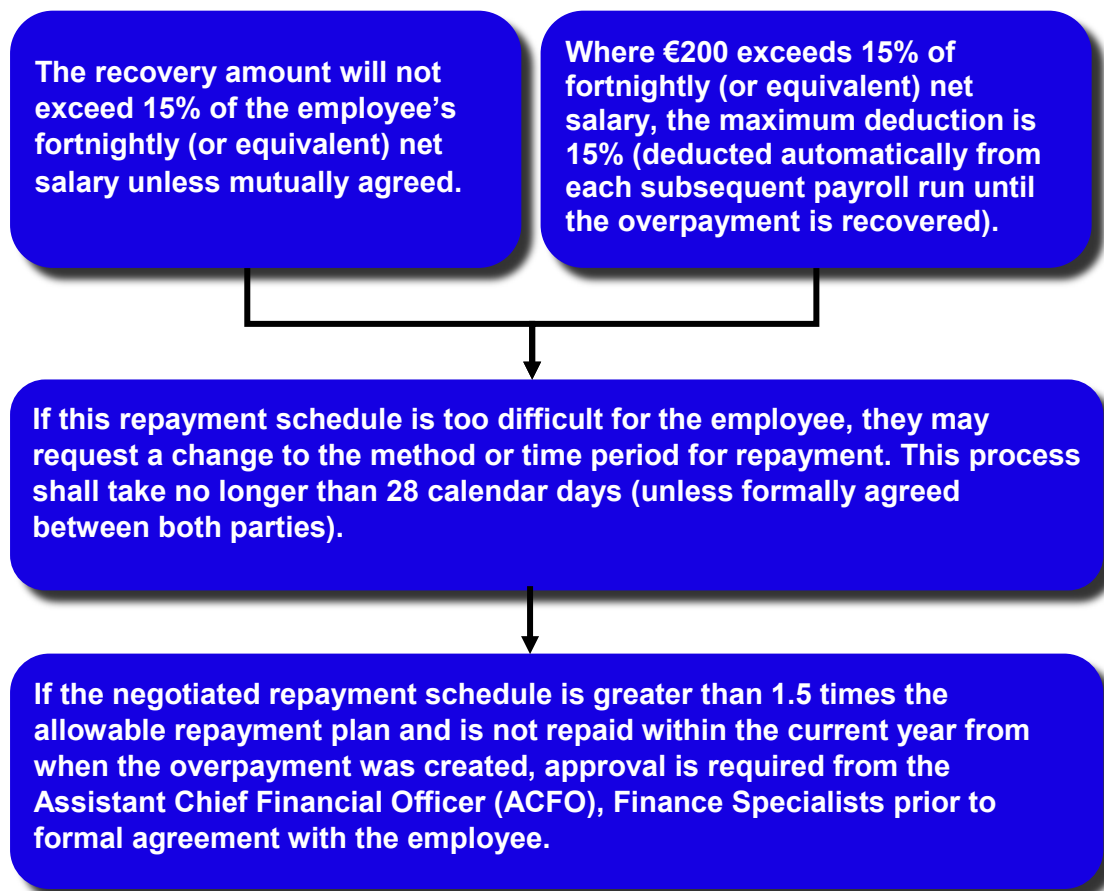 The recovery amount will not
exceed 15% of the employee’s
fortnightly (or equivalent) net
salary unless mutually agreed.
Where €200 exceeds 15% of
fortnightly (or equivalent) net
salary, the maximum deduction is
15% (deducted automatically from
each subsequent payroll run until
the overpayment is recovered).
If this repayment schedule is too difficult for the employee, they may
request a change to the method or time period for repayment. This process
shall take no longer than 28 calendar days (unless formally agreed
between both parties).
If the negotiated repayment schedule is greater than 1.5 times the
allowable repayment plan and is not repaid within the current year from
when the overpayment was created, approval is required from the
Assistant Chief Financial Officer (ACFO), Finance Specialists prior to
formal agreement with the employee.